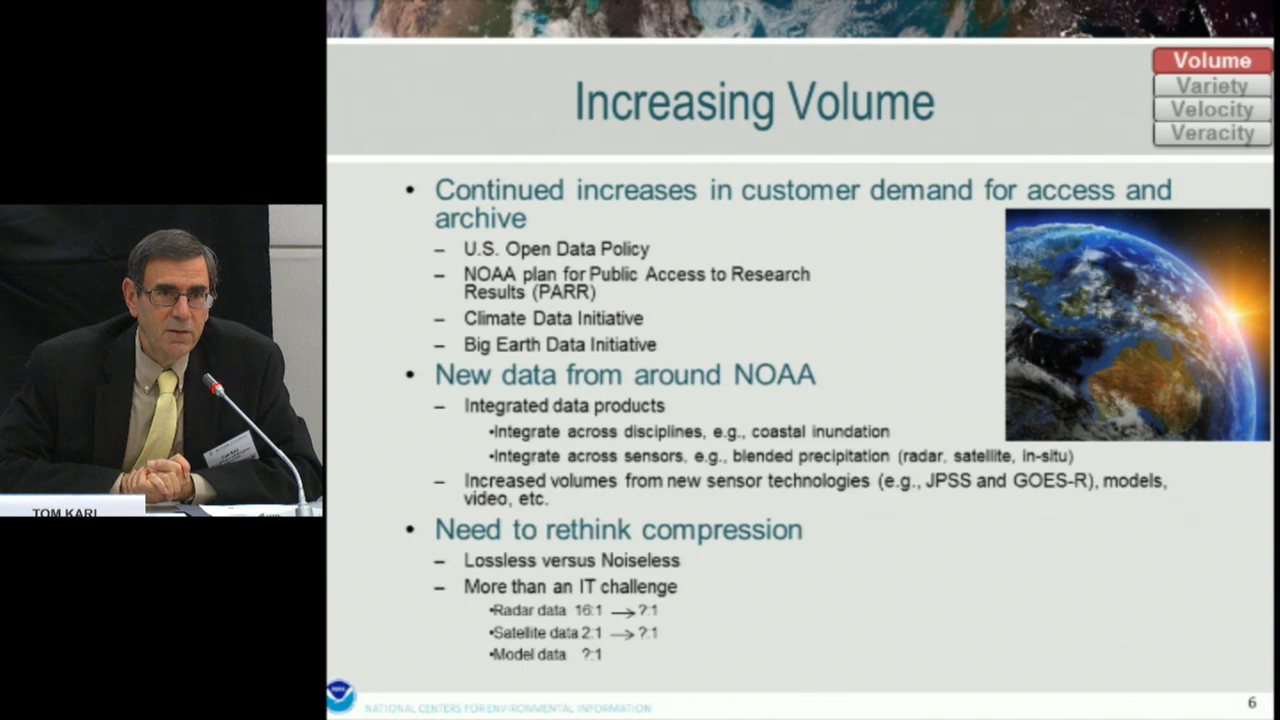 Increasing Volume
Volume
Variety
Velocity
Veracity
• Continued increases in customer demand for access and
archive
– U.S. Open Data Policy
– NOAA plan for Public Access to Research
Results (PARR)
– Climate Data Initiative
– Big Earth Data Initiative
• New data from around NOAA
– Integrated data products
•Integrate across disciplines, e.g., coastal inundation
•Integrate across sensors, e.g., blended precipitation (radar, satellite, in-situ)
– Increased volumes from new sensor technologies (e.g., JPSS and GOES-R), models,
video, etc.
• Need to rethink compression
– Lossless versus Noiseless
– More than an IT challenge
•Radar data 16:1 → ?:1
•Satellite data 2:1 → ?:1
•Model data ?:1
NATIONAL CENTERS FOR ENVIRONMENTAL INFORMATION
6
TOM KARL